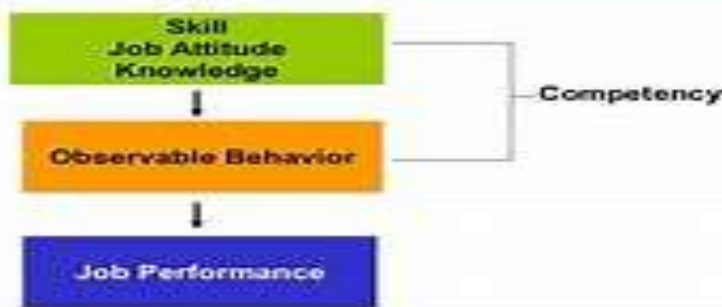 Skill
Job Attitude
Knowledge
Competency
Observable Behavior
Job Performance